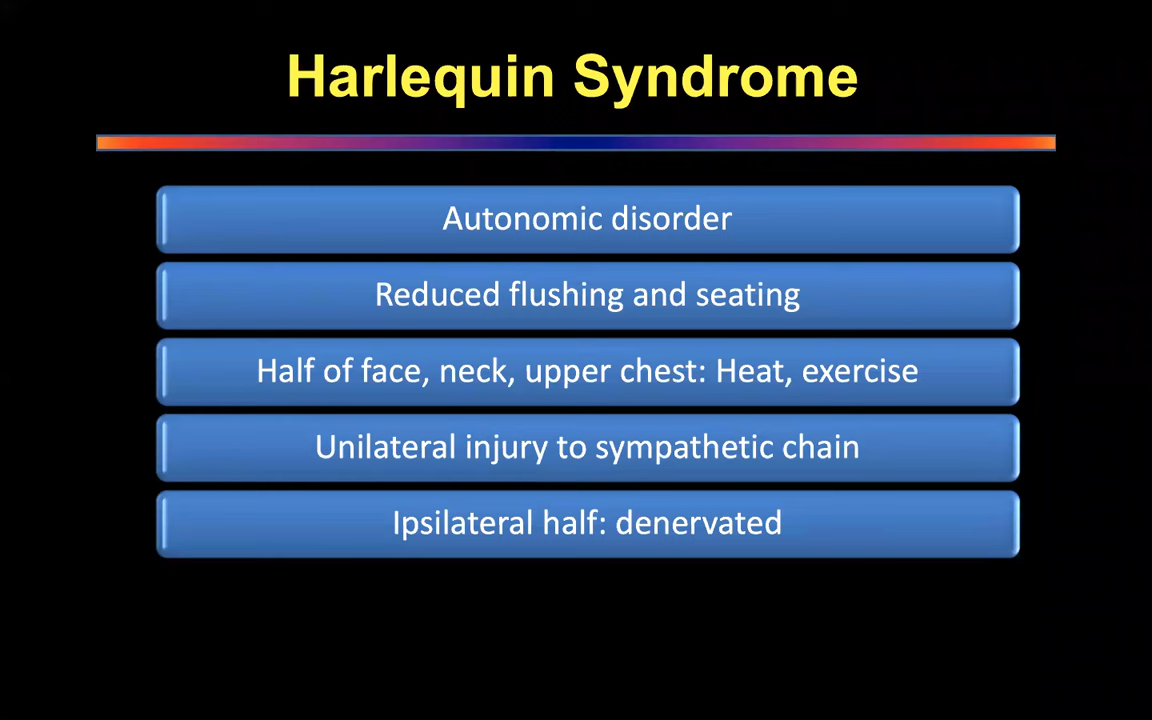 Harlequin Syndrome
Autonomic disorder
Reduced flushing and seating
Half of face, neck, upper chest: Heat, exercise
Unilateral injury to sympathetic chain
Ipsilateral half: denervated